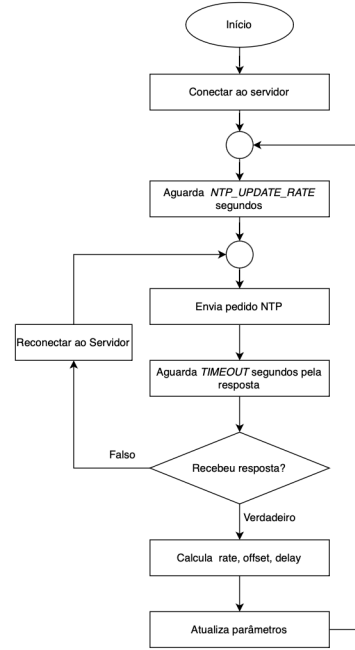 Início
Conectar ao servidor
Aguarda NTP_UPDATE_RATE
segundos
Envia pedido NTP
Reconectar ao Servidor
Aguarda TIMEOUT segundos pela
resposta
Falso
Recebeu resposta?
Verdadeiro
Calcula rate, offset, delay
Atualiza parâmetros